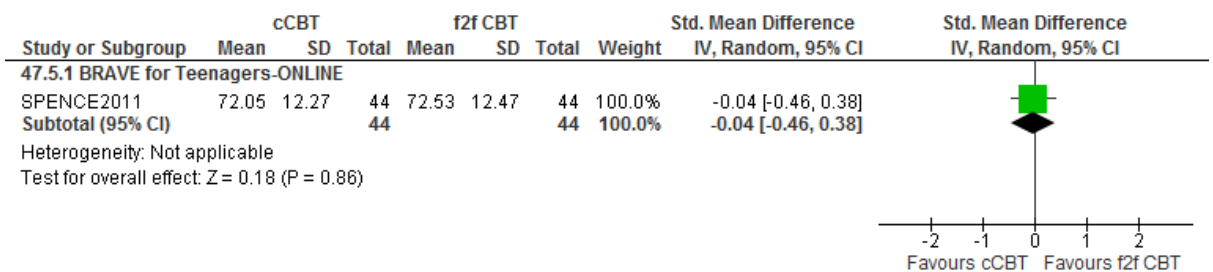 cCBT f2f CBT Std. Mean Difference Std. Mean Difference
Study or Subgroup Mean SD Total Mean SD Total Weight IV, Random, 95% CI IV, Random, 95% CI
47.5.1 BRAVE for Teenagers-ONLINE
SPENCE2011 72.05 12.27 44 72.53 12.47 44 100.0% -0.04 [-0.46, 0.38]
Subtotal (95% CI) 44 44 100.0% -0.04 [-0.46, 0.38]
Heterogeneity: Not applicable
Test for overall effect: Z = 0.18 (P = 0.86)
-2 -1 0 1 2
Favours cCBT Favours f2f CBT